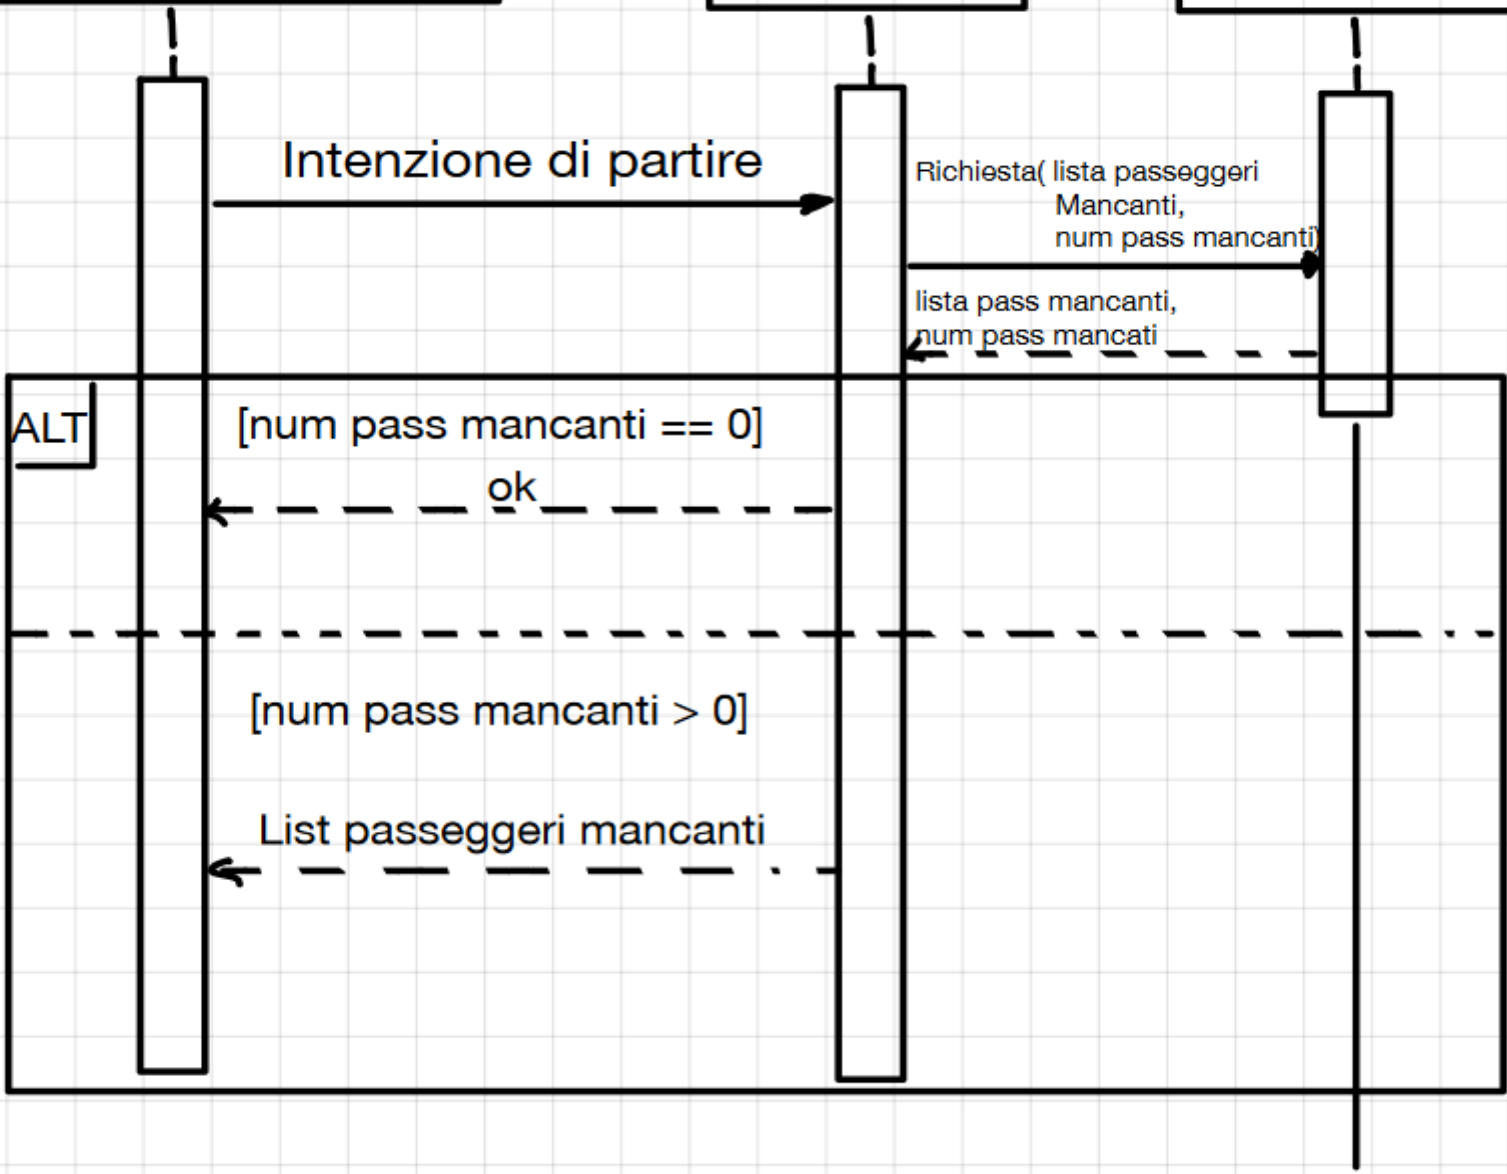 Intenzione di partire
Richiesta( lista passeggeri
Mancanti,
num pass mancanti)
lista pass mancanti,
num pass mancati
ALT
[num pass mancanti == 0]
ok
[num pass mancanti > 0]
List passeggeri mancanti